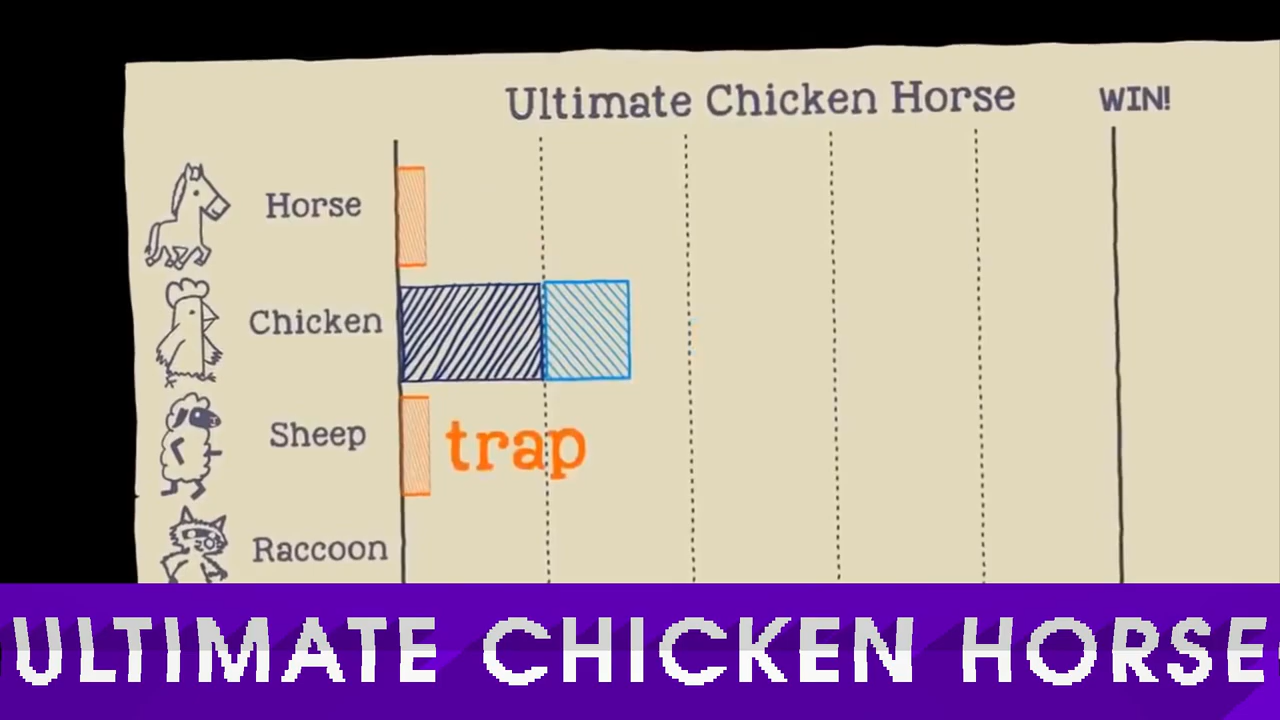 Ultimate Chicken Horse
WIN!
Horse
Chicken
Sheep
trap
Raccoon
ULTIMATE CHICKEN HORSE